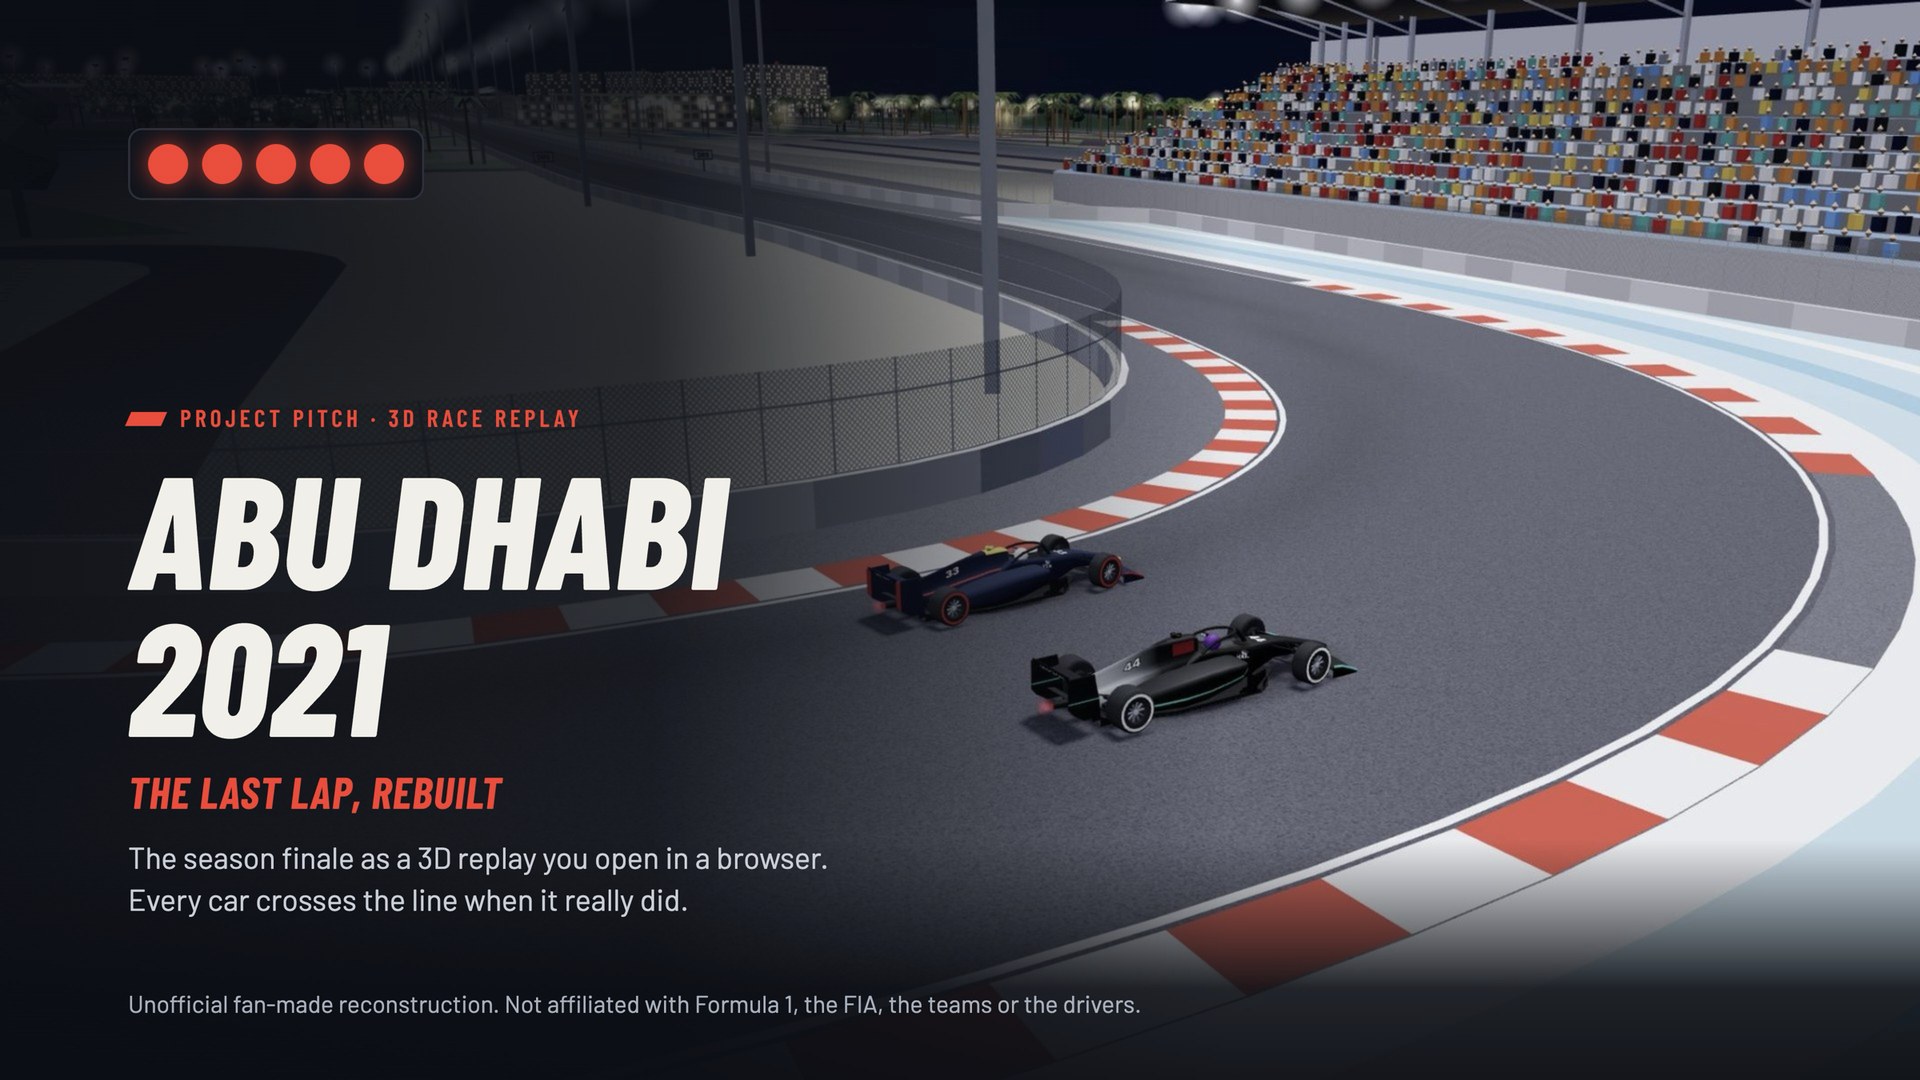 PROJECT PITCH · 3D RACE REPLAY
ABU DHABI
2021
THE LAST LAP, REBUILT
The season finale as a 3D replay you open in a browser.
Every car crosses the line when it really did.
33
44
Unofficial fan-made reconstruction. Not affiliated with Formula 1, the FIA, the teams or the drivers.